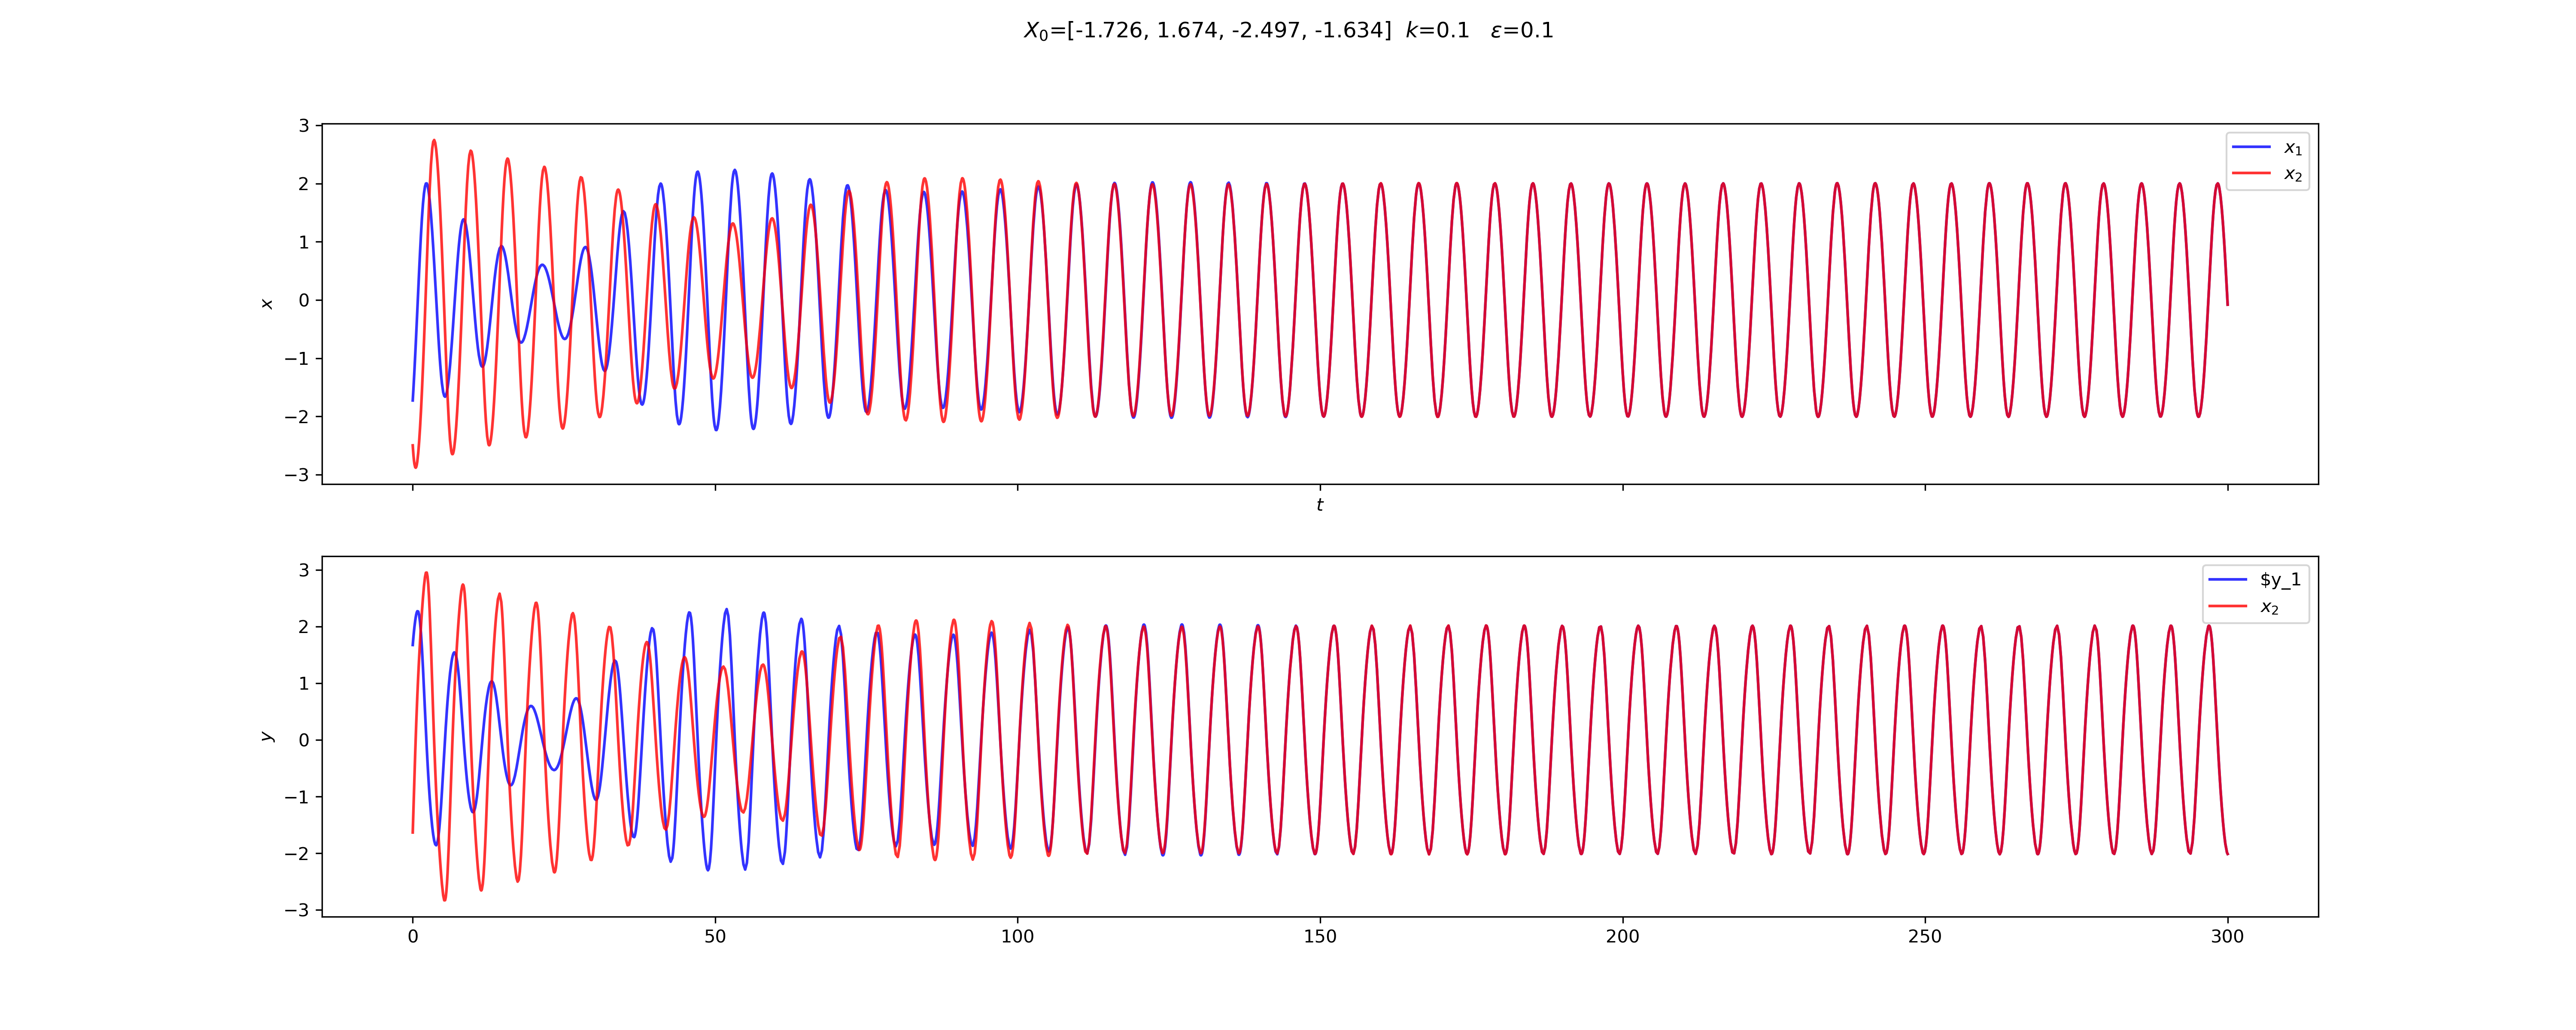 X₀=[-1.726, 1.674, -2.497, -1.634] k=0.1 ε=0.1
3
2
1
0
−1
−2
−3
x
x₁
x₂
t
3
2
1
0
−1
−2
−3
y
$y_1
x₂
0 50 100 150 200 250 300